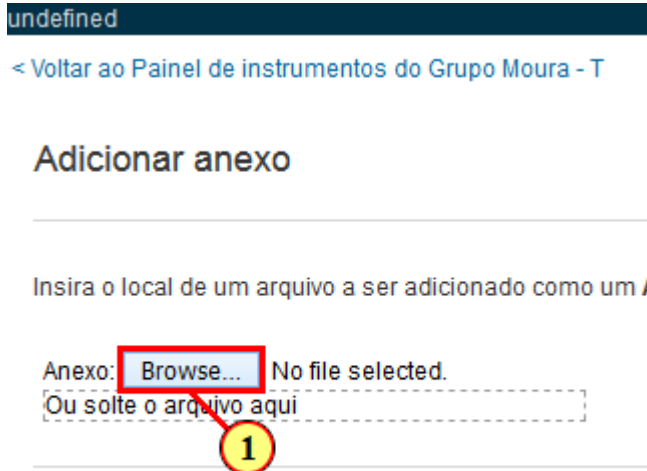 undefined
< Voltar ao Painel de instrumentos do Grupo Moura - T
Adicionar anexo
Insira o local de um arquivo a ser adicionado como um
Anexo: Browse... No file selected.
Ou solte o arquivo aqui
1